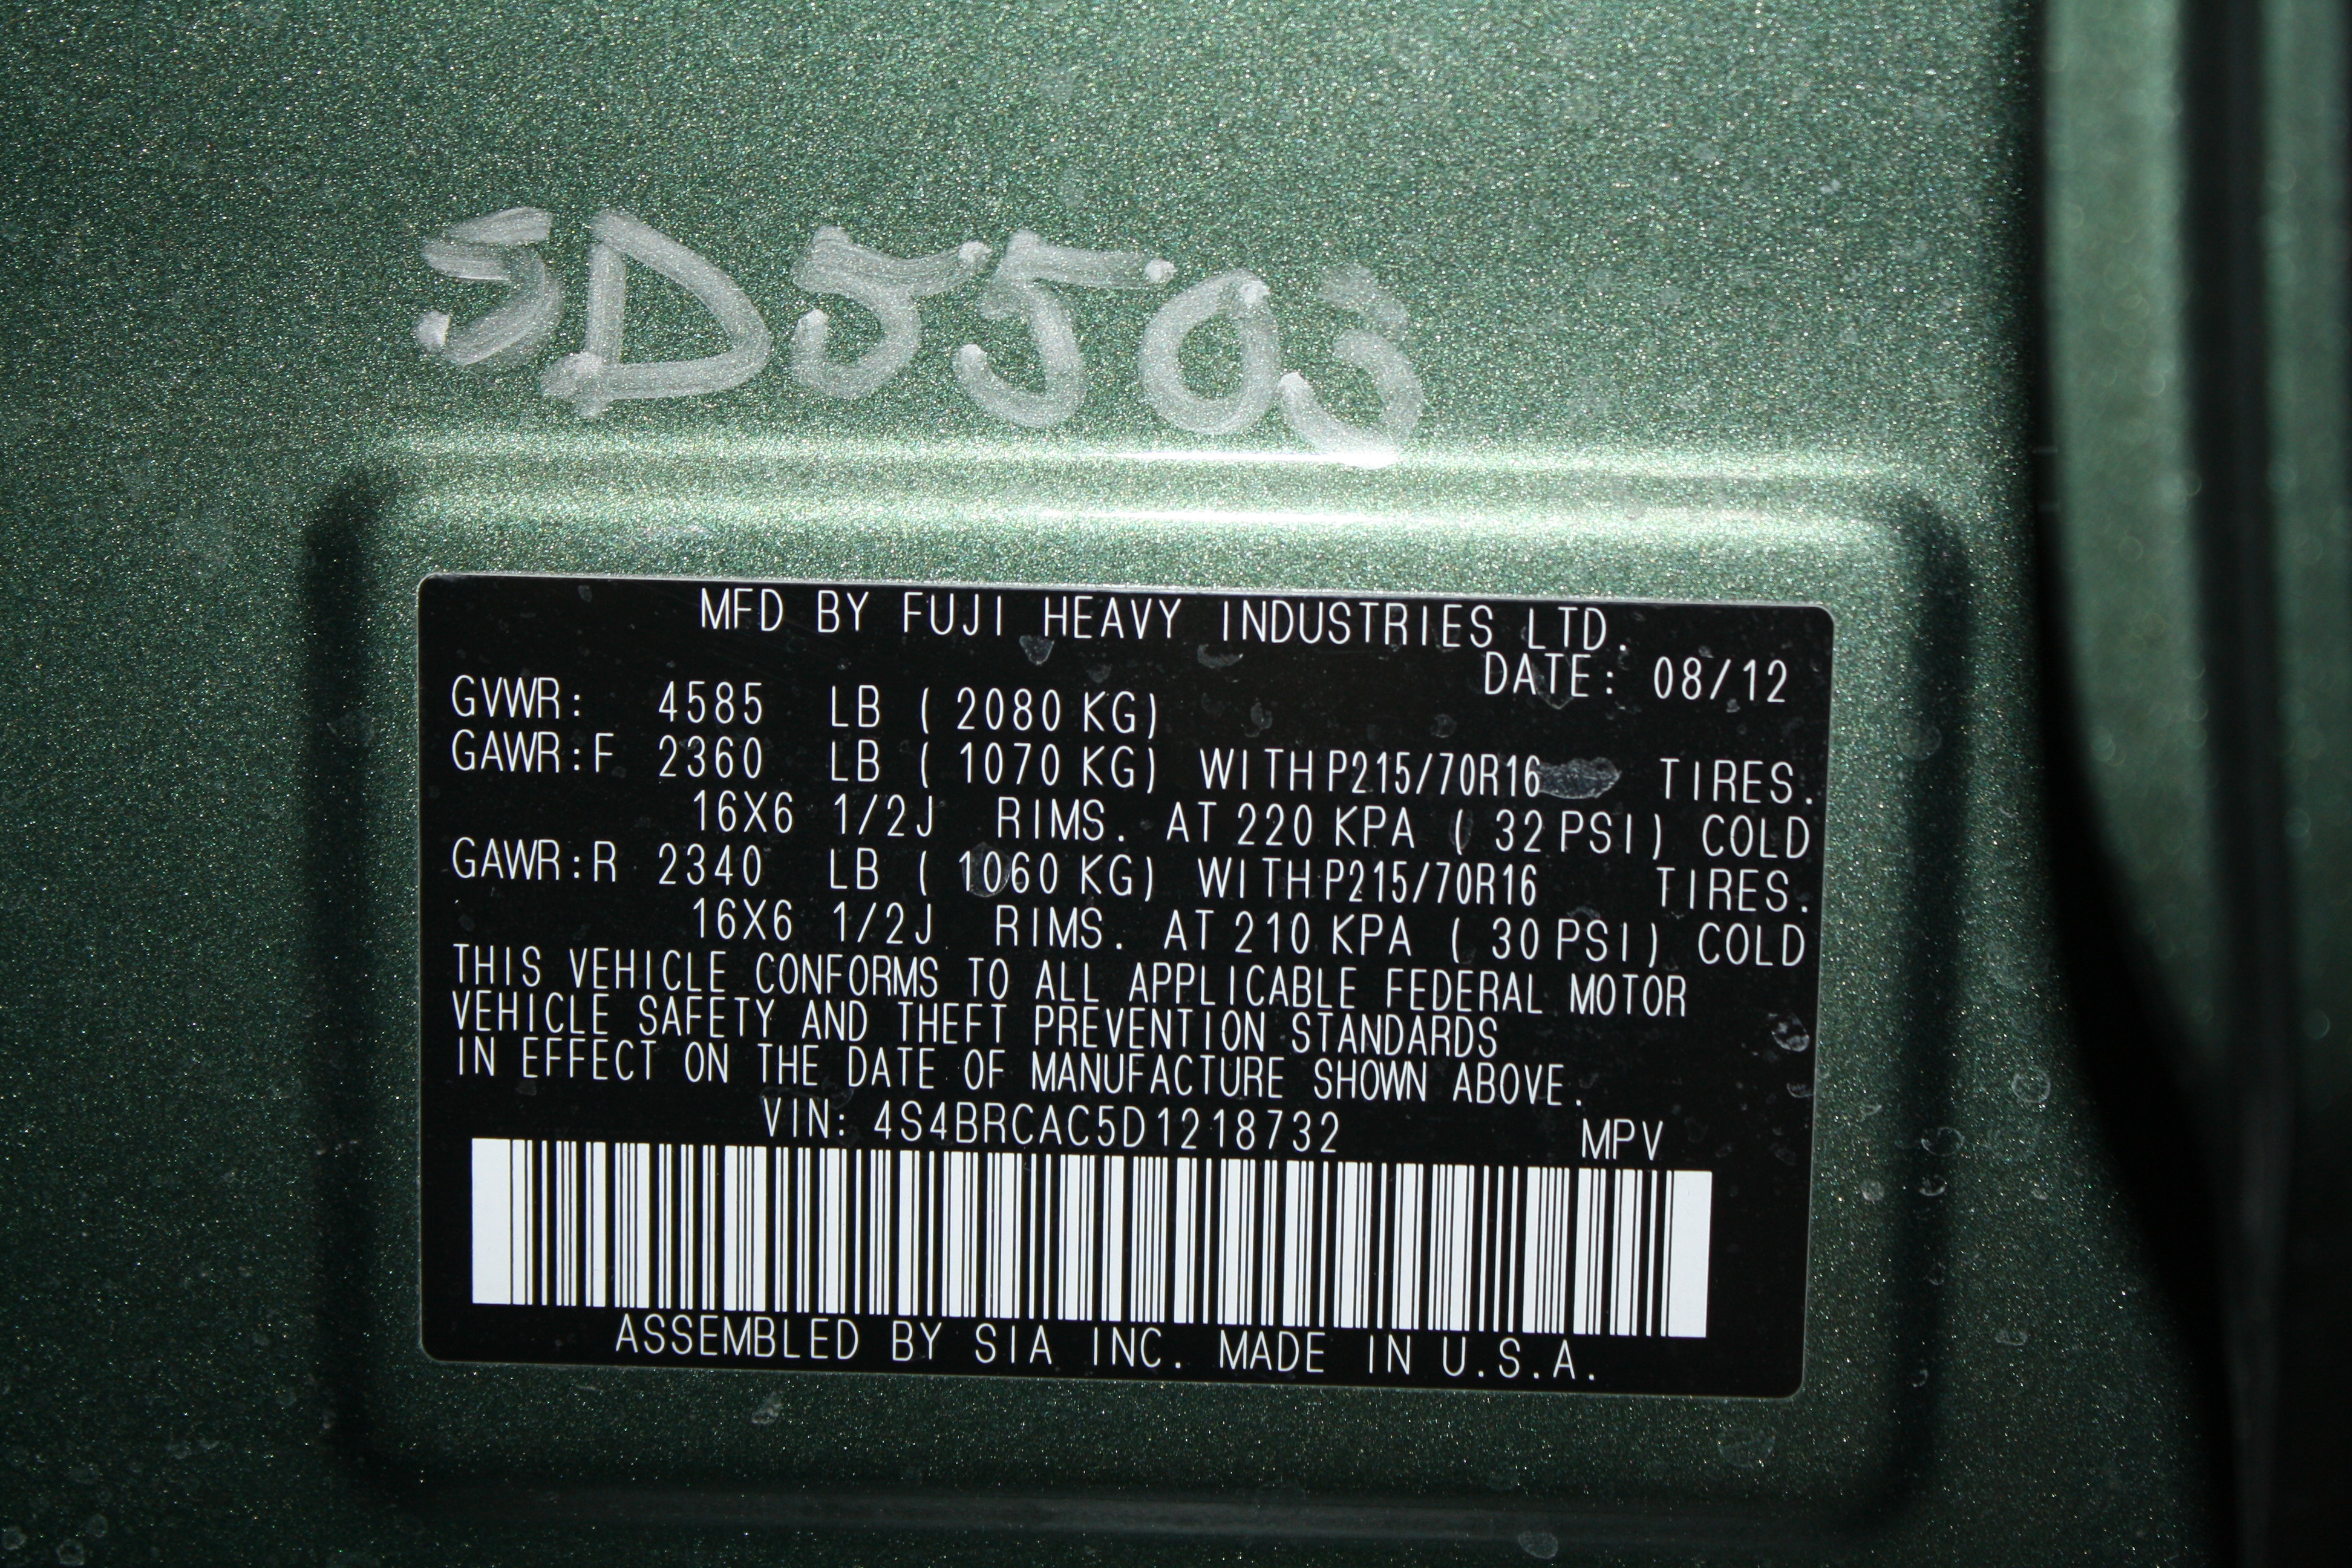 SD5503
MFD BY FUJI HEAVY INDUSTRIES LTD.
DATE: 08/12
GVWR: 4585 LB ( 2080 KG)
GAWR:F 2360 LB ( 1070 KG) WITH P215/70R16 TIRES.
16X6 1/2J RIMS. AT 220 KPA ( 32 PSI) COLD
GAWR:R 2340 LB ( 1060 KG) WITH P215/70R16 TIRES.
16X6 1/2J RIMS. AT 210 KPA ( 30 PSI) COLD
THIS VEHICLE CONFORMS TO ALL APPLICABLE FEDERAL MOTOR
VEHICLE SAFETY AND THEFT PREVENTION STANDARDS
IN EFFECT ON THE DATE OF MANUFACTURE SHOWN ABOVE.
VIN: 4S4BRCAC5D1218732 MPV
ASSEMBLED BY SIA INC. MADE IN U.S.A.